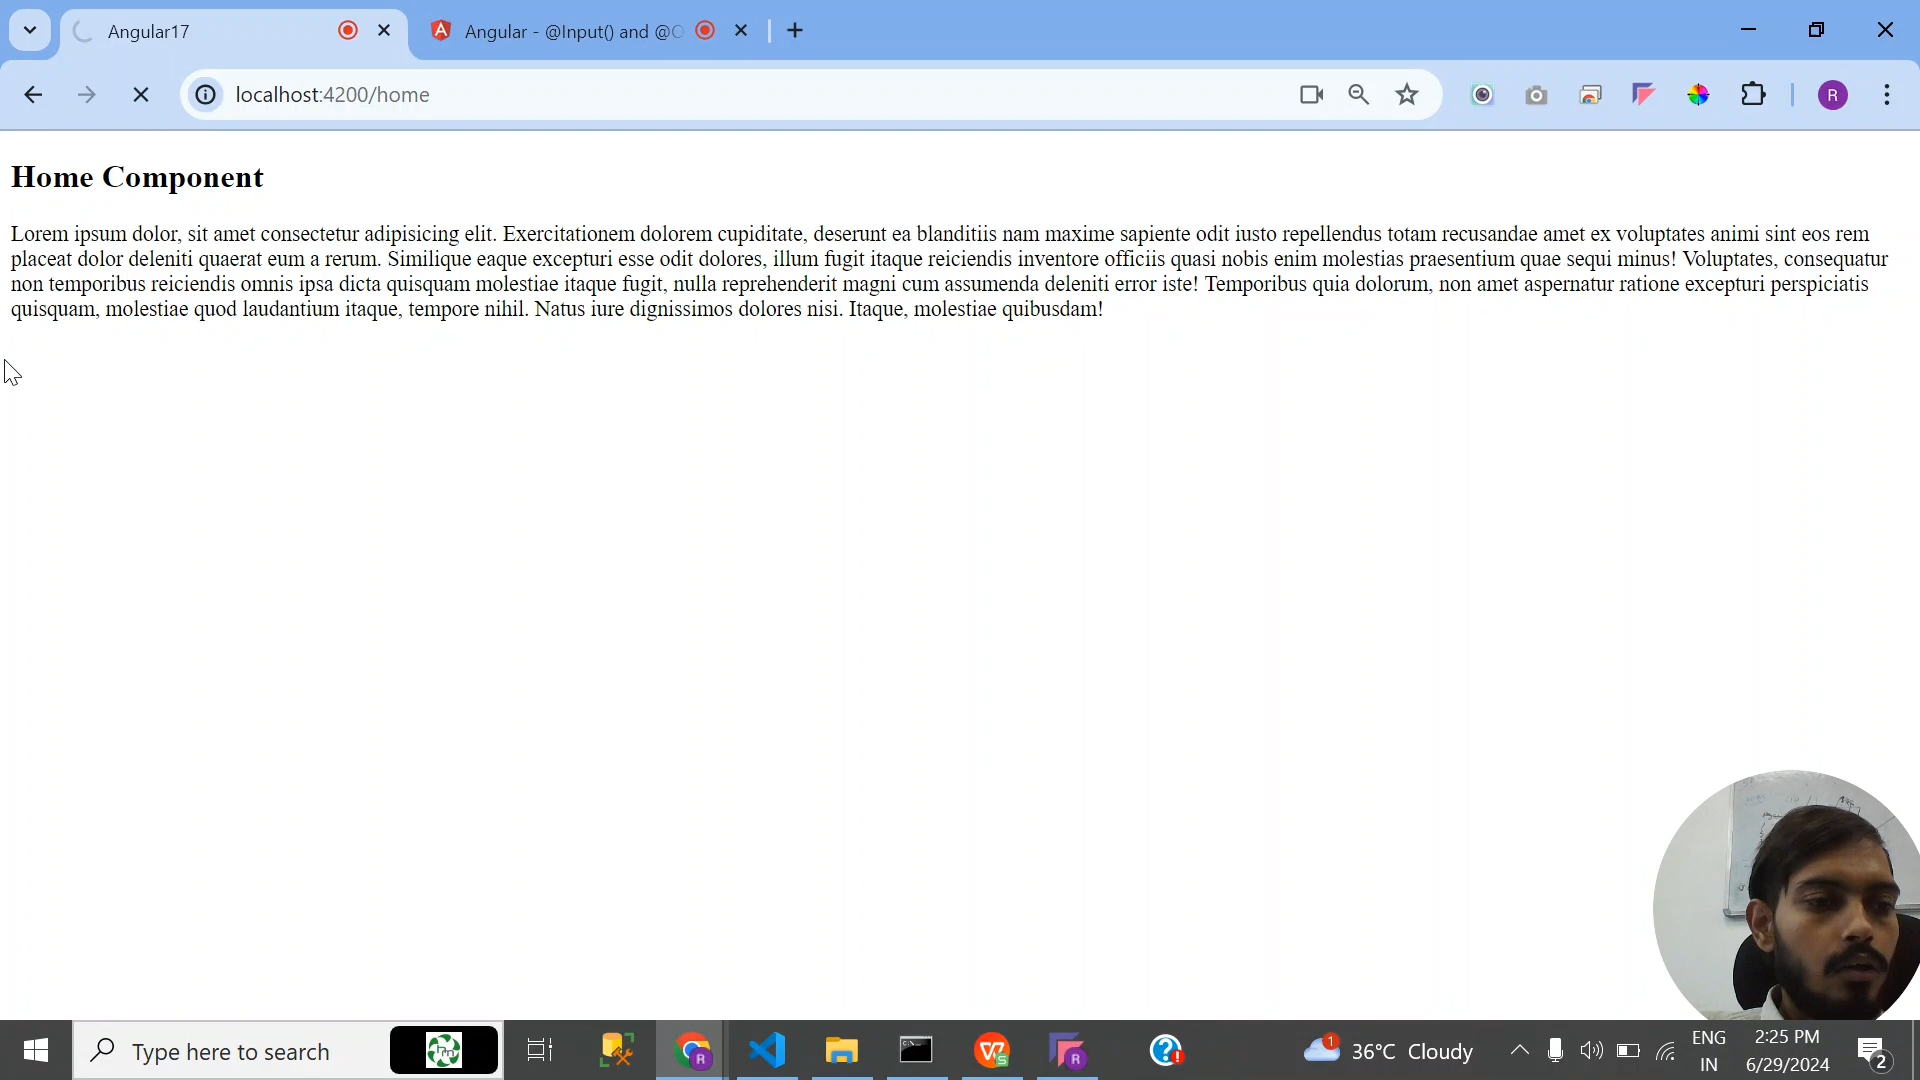 Angular17
Angular - @Input() and @O
localhost:4200/home
R
Home Component
Lorem ipsum dolor, sit amet consectetur adipisicing elit. Exercitationem dolorem cupiditate, deserunt ea blanditiis nam maxime sapiente odit iusto repellendus totam recusandae amet ex voluptates animi sint eos rem
placeat dolor deleniti quaerat eum a rerum. Similique eaque excepturi esse odit dolores, illum fugit itaque reiciendis inventore officiis quasi nobis enim molestias praesentium quae sequi minus! Voluptates, consequatur
non temporibus reiciendis omnis ipsa dicta quisquam molestiae itaque fugit, nulla reprehenderit magni cum assumenda deleniti error iste! Temporibus quia dolorum, non amet aspernatur ratione excepturi perspiciatis
quisquam, molestiae quod laudantium itaque, tempore nihil. Natus iure dignissimos dolores nisi. Itaque, molestiae quibusdam!
Type here to search
R
R
1
36°C Cloudy
ENG
IN
2:25 PM
6/29/2024
2